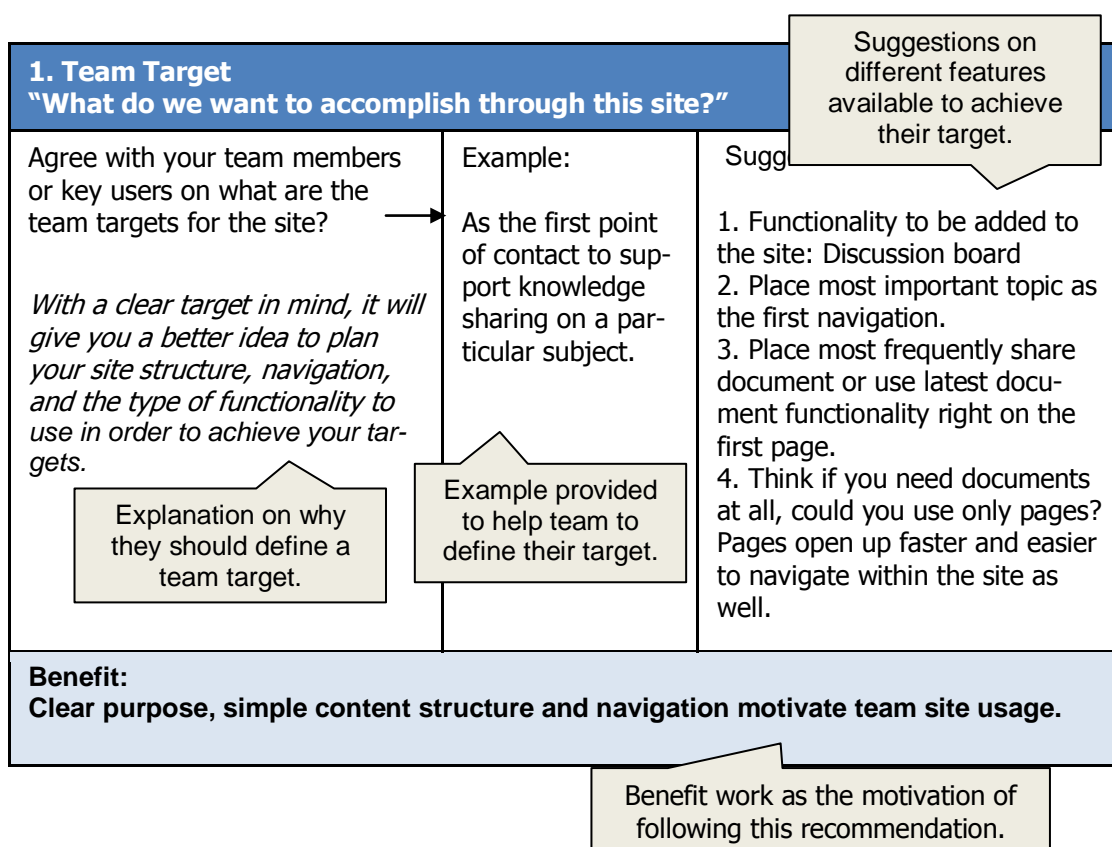 1. Team Target
“What do we want to accomplish through this site?”
Suggestions on
different features
available to achieve
their target.
Agree with your team members
or key users on what are the
team targets for the site?
With a clear target in mind, it will
give you a better idea to plan
your site structure, navigation,
and the type of functionality to
use in order to achieve your tar-
gets.
Explanation on why
they should define a
team target.
Example:
As the first point
of contact to sup-
port knowledge
sharing on a par-
ticular subject.
Example provided
to help team to
define their target.
1. Functionality to be added to
the site: Discussion board
2. Place most important topic as
the first navigation.
3. Place most frequently share
document or use latest docu-
ment functionality right on the
first page.
4. Think if you need documents
at all, could you use only pages?
Pages open up faster and easier
to navigate within the site as
well.
Benefit:
Clear purpose, simple content structure and navigation motivate team site usage.
Benefit work as the motivation of
following this recommendation.